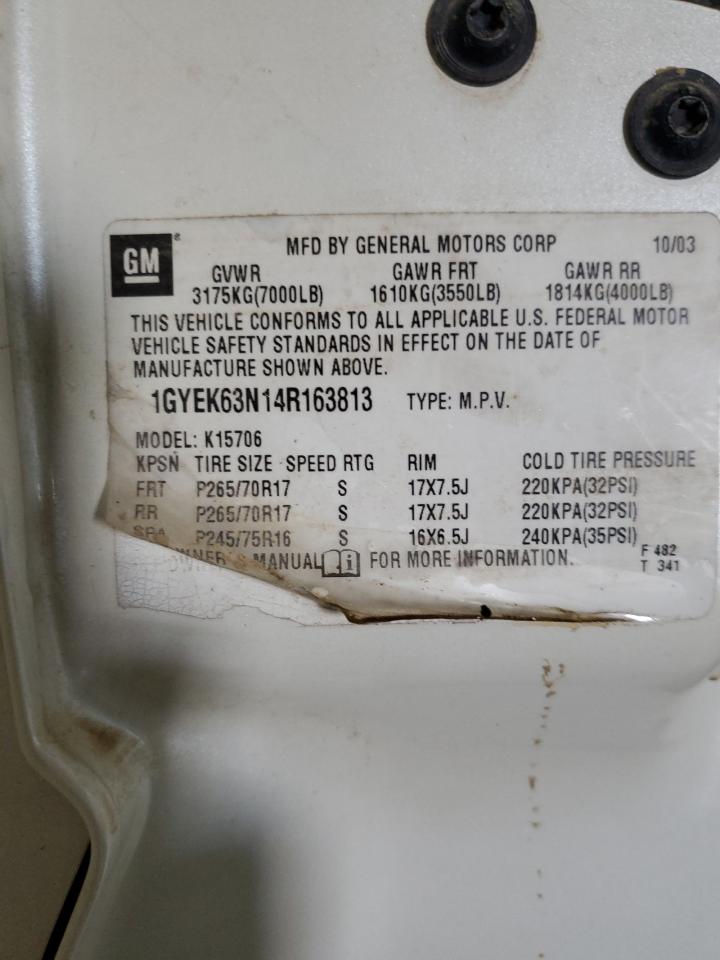 GM ® MFD BY GENERAL MOTORS CORP 10/03
GVWR GAWR FRT GAWR RR
3175KG(7000LB) 1610KG(3550LB) 1814KG(4000LB)
THIS VEHICLE CONFORMS TO ALL APPLICABLE U.S. FEDERAL MOTOR
VEHICLE SAFETY STANDARDS IN EFFECT ON THE DATE OF
MANUFACTURE SHOWN ABOVE.
1GYEK63N14R163813 TYPE: M.P.V.
MODEL: K15706
KPSN TIRE SIZE SPEED RTG RIM COLD TIRE PRESSURE
FRT P265/70R17 S 17X7.5J 220KPA(32PSI)
RR P265/70R17 S 17X7.5J 220KPA(32PSI)
SPA P245/75R16 S 16X6.5J 240KPA(35PSI)
OWNER'S MANUAL FOR MORE INFORMATION.
F 482
T 341